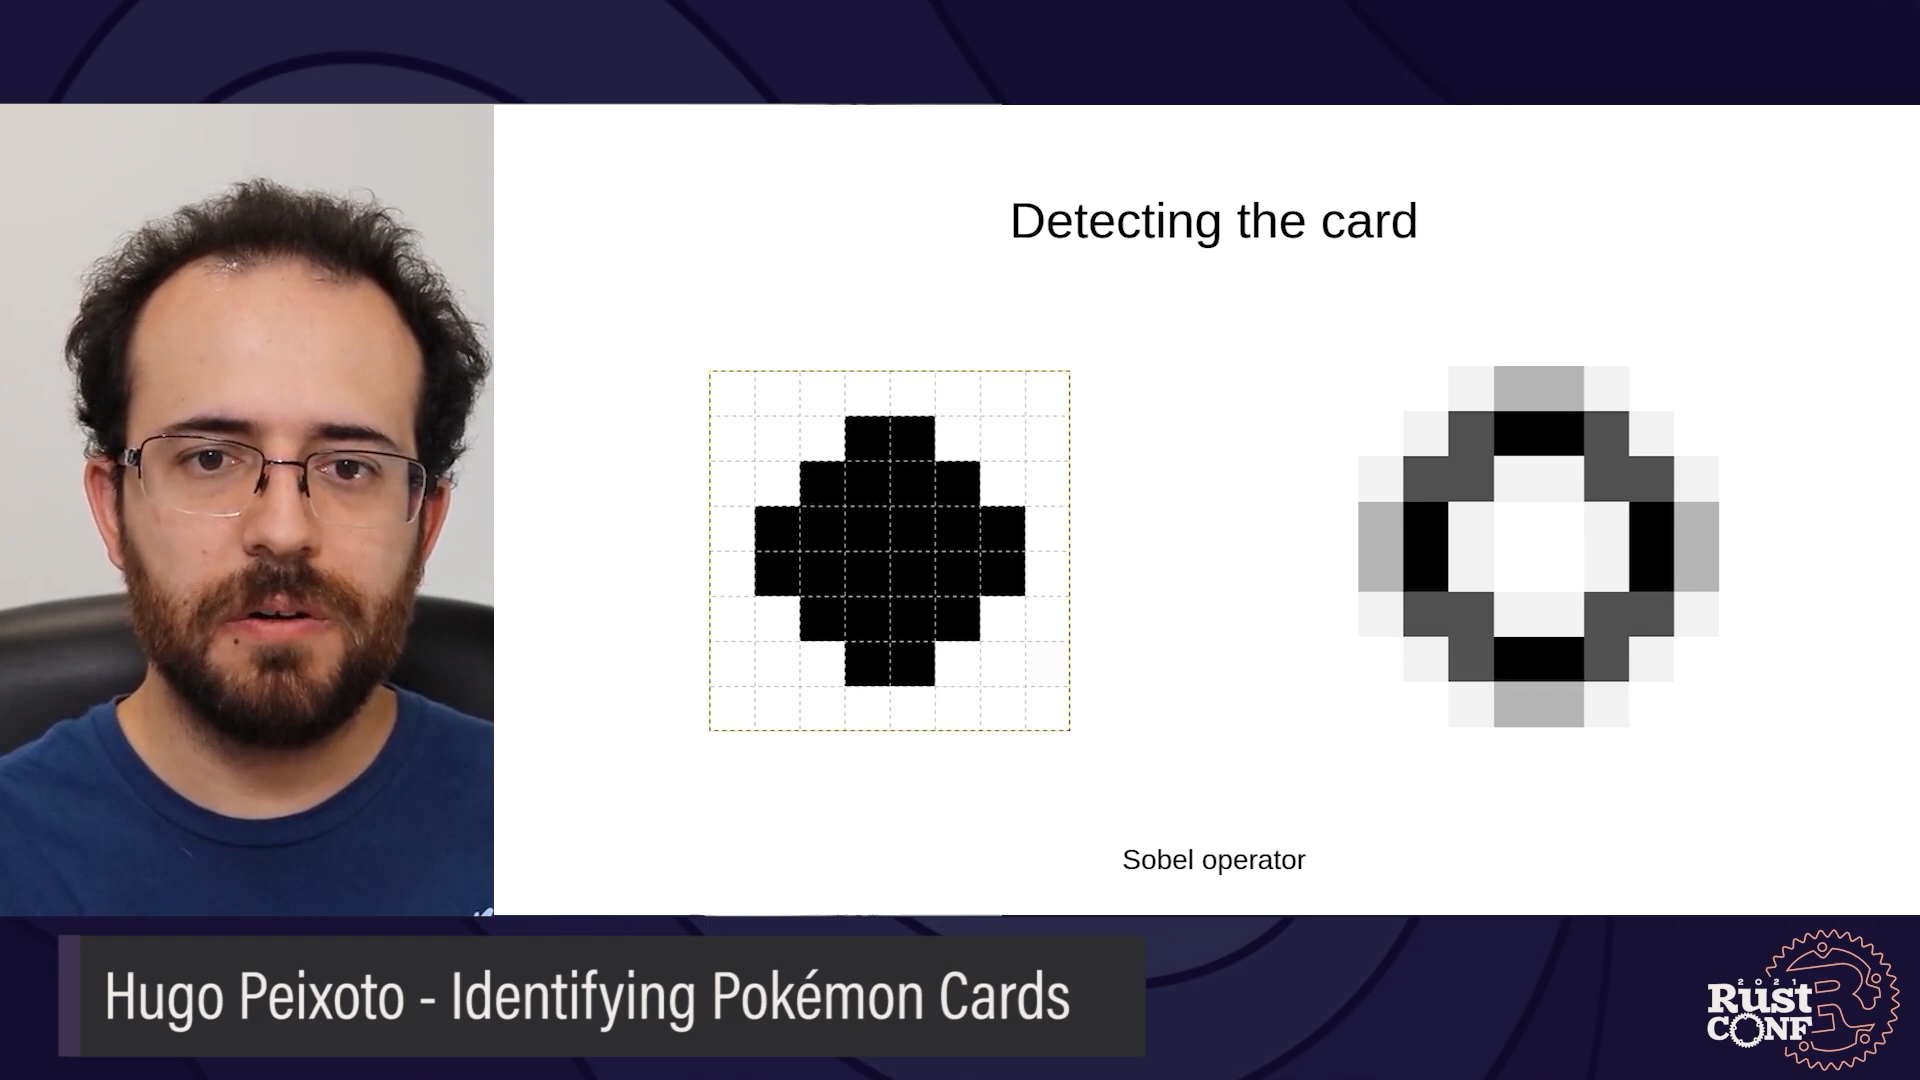 Detecting the card
Sobel operator
Hugo Peixoto - Identifying Pokémon Cards
2021
Rust
CONF
R